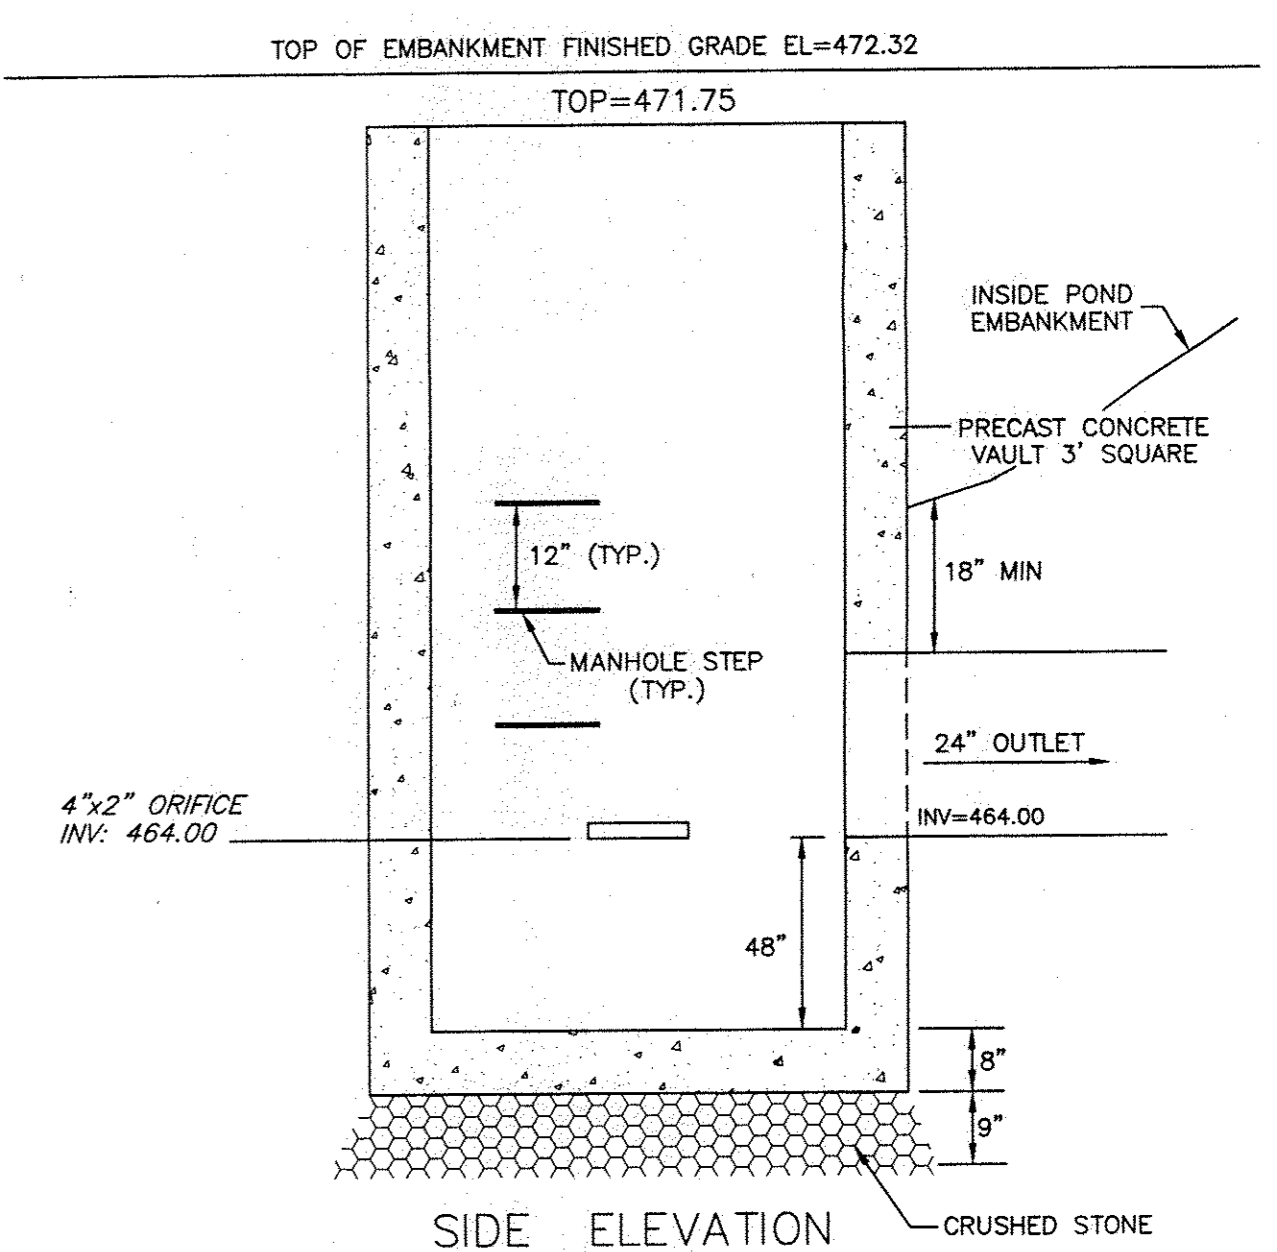 TOP OF EMBANKMENT FINISHED GRADE EL=472.32
TOP=471.75
INSIDE POND
EMBANKMENT
PRECAST CONCRETE
VAULT 3' SQUARE
12" (TYP.)
18" MIN
MANHOLE STEP
(TYP.)
24" OUTLET
4"x2" ORIFICE
INV: 464.00
INV=464.00
48"
8"
9"
SIDE ELEVATION
CRUSHED STONE